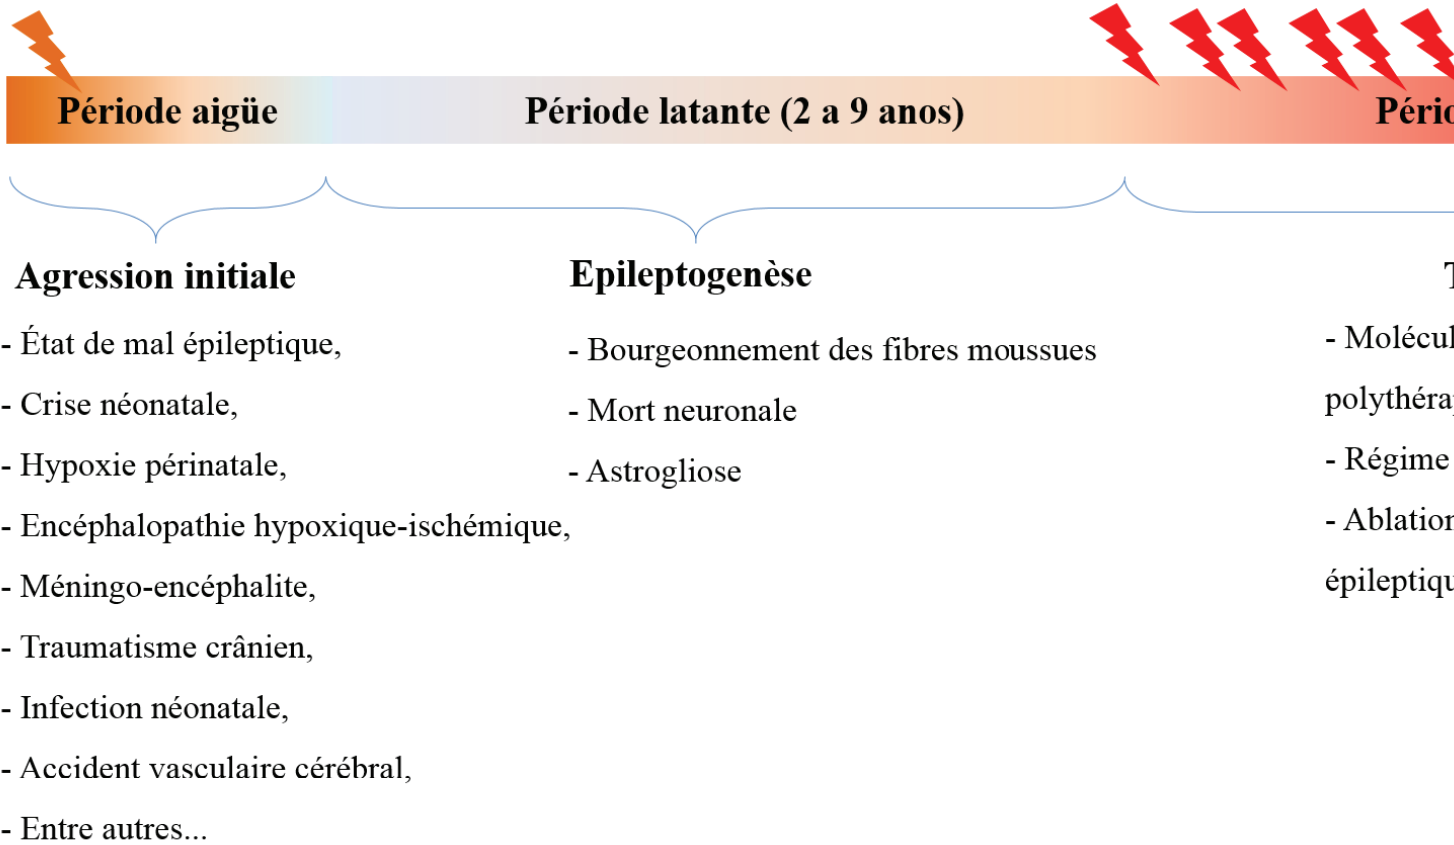 Période aigüe
Période latante (2 a 9 anos)
Agression initiale
- État de mal épileptique,
- Crise néonatale,
- Hypoxie périnatale,
- Encéphalopathie hypoxique-ischémique,
- Méningo-encéphalite,
- Traumatisme crânien,
- Infection néonatale,
- Accident vasculaire cérébral,
- Entre autres...
Epileptogenèse
- Bourgeonnement des fibres moussues
- Mort neuronale
- Astrogliose
- Régime